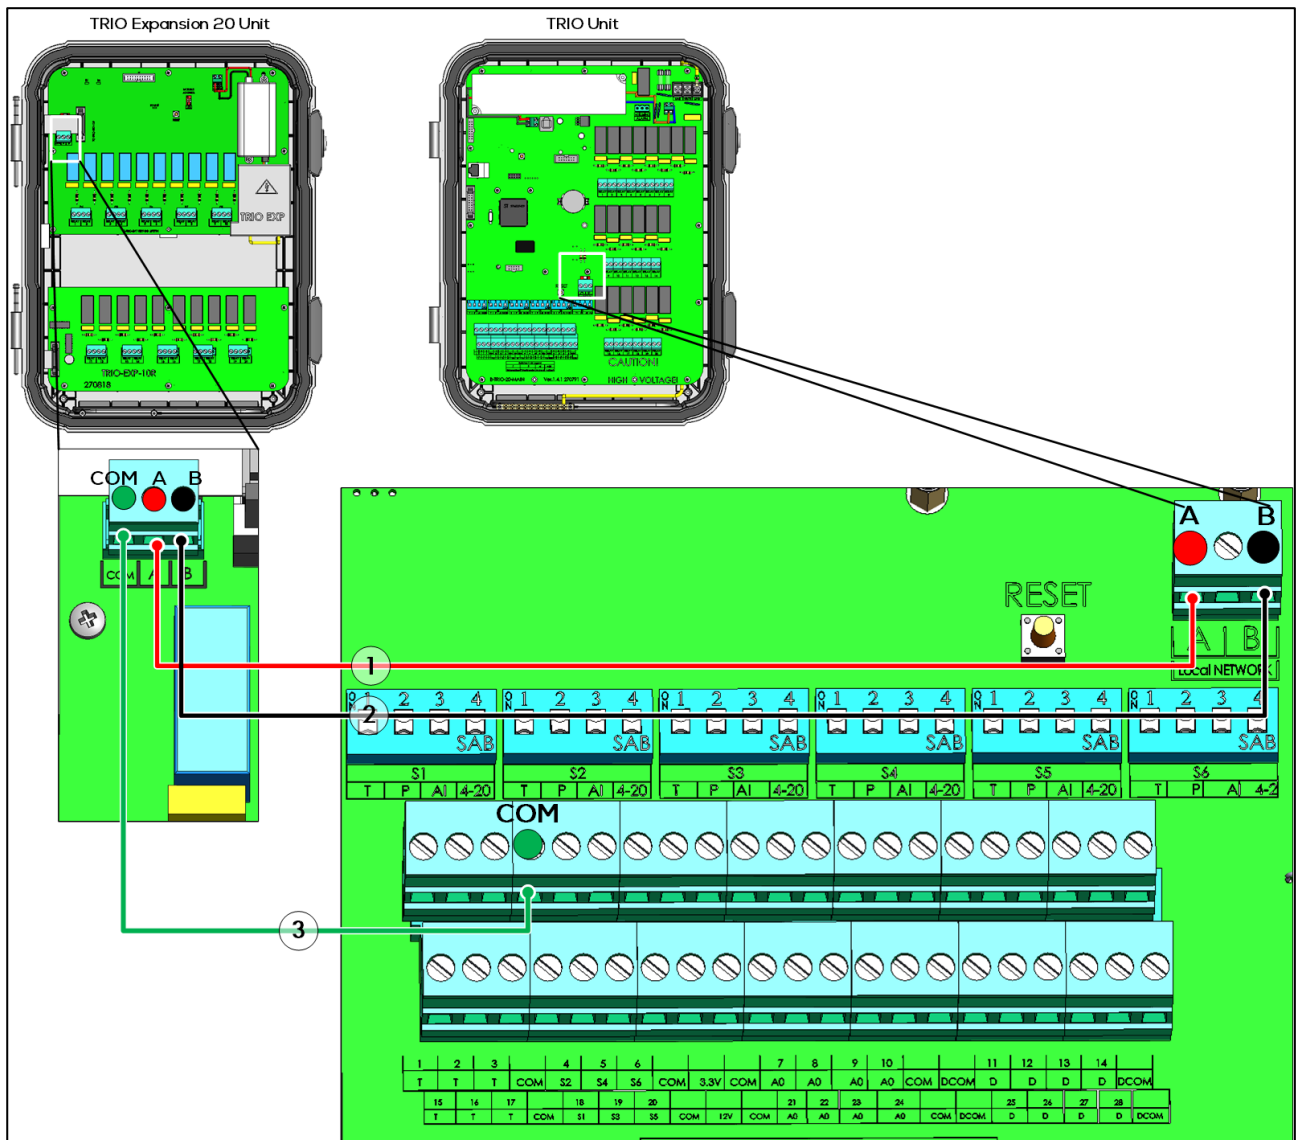 TRIO Expansion 20 Unit
TRIO Unit
TRIO EXP
TRIO-EXP-10R
270818
CAUTION!
HIGH VOLTAGE!
COM A B
COM A B
A B
RESET
A B
Local NETWORK
1
2
3
ON 1 2 3 4 ON 1 2 3 4 ON 1 2 3 4 ON 1 2 3 4 ON 1 2 3 4 ON 1 2 3 4
SAB SAB SAB SAB SAB SAB
S1 S2 S3 S4 S5 S6
T P AI 4-20 T P AI 4-20 T P AI 4-20 T P AI 4-20 T P AI 4-20 T P AI 4-2
COM
1 2 3 4 5 6 7 8 9 10 11 12 13 14
T T T COM S2 S4 S6 COM 3.3V COM AO AO AO AO COM DCOM D D D D DCOM
15 16 17 18 19 20 21 22 23 24 25 26 27 28
T T T COM S1 S3 S5 COM 12V COM AO AO AO AO COM DCOM D D D D DCOM